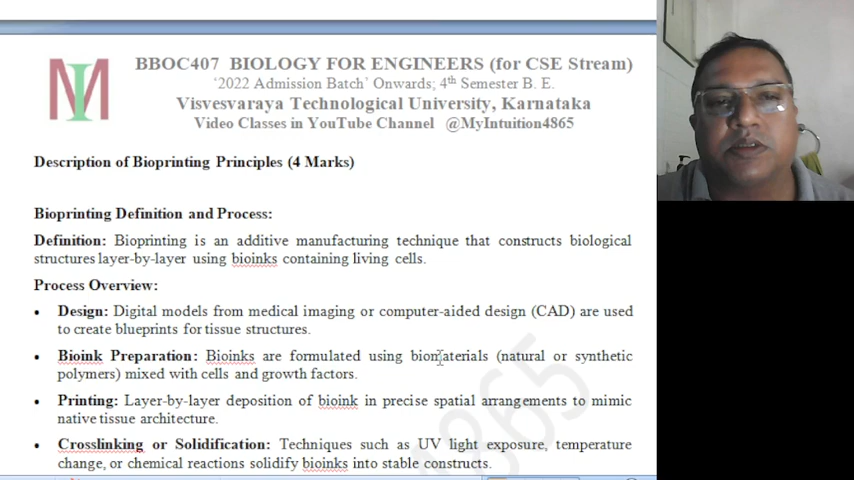 BBOC407 BIOLOGY FOR ENGINEERS (for CSE Stream)
'2022 Admission Batch' Onwards; 4th Semester B. E.
Visvesvaraya Technological University, Karnataka
Video Classes in YouTube Channel @MyIntuition4865
Description of Bioprinting Principles (4 Marks)
Bioprinting Definition and Process:
Definition: Bioprinting is an additive manufacturing technique that constructs biological
structures layer-by-layer using bioinks containing living cells.
Process Overview:
• Design: Digital models from medical imaging or computer-aided design (CAD) are used
to create blueprints for tissue structures.
• Bioink Preparation: Bioinks are formulated using biomaterials (natural or synthetic
polymers) mixed with cells and growth factors.
• Printing: Layer-by-layer deposition of bioink in precise spatial arrangements to mimic
native tissue architecture.
• Crosslinking or Solidification: Techniques such as UV light exposure, temperature
change, or chemical reactions solidify bioinks into stable constructs.
4865